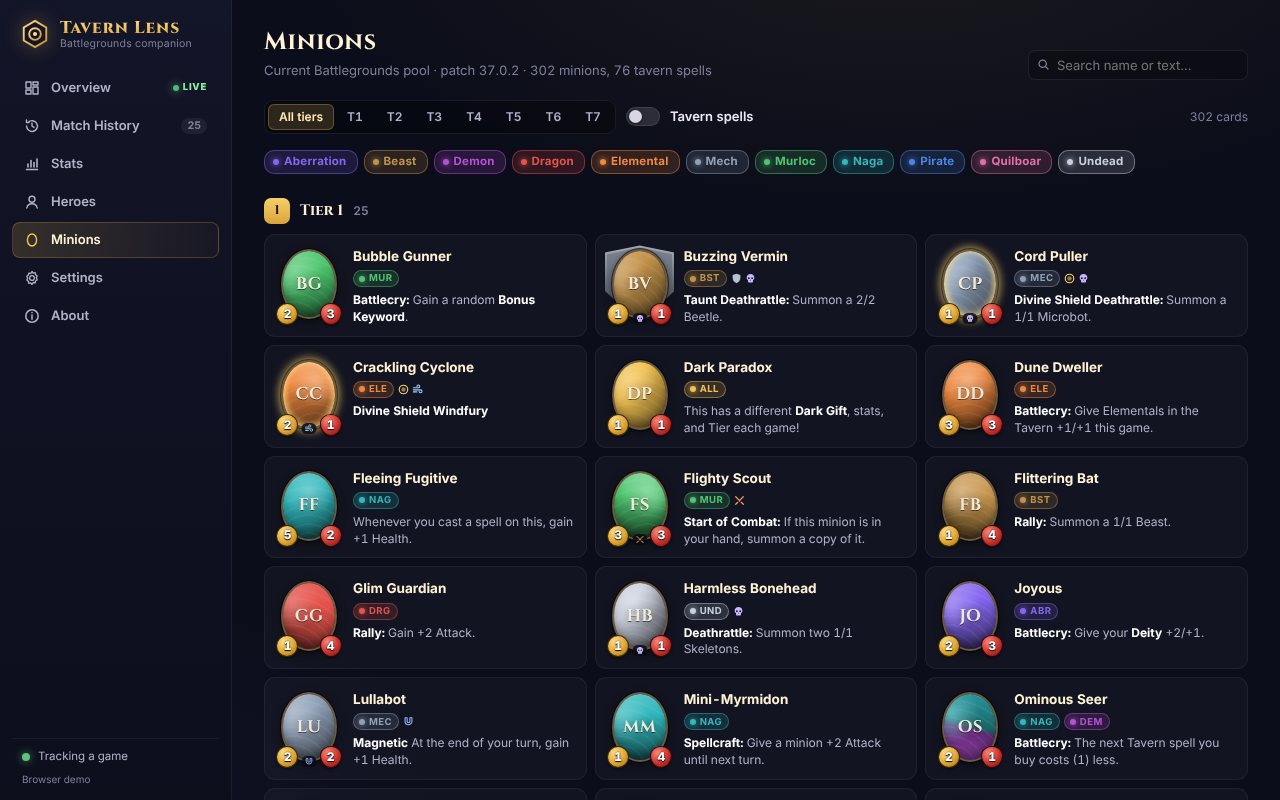 Tavern Lens
Battlegrounds companion
Overview
LIVE
Match History
25
Stats
Heroes
Minions
Settings
About
Tracking a game
Browser demo
Minions
Current Battlegrounds pool · patch 37.0.2 · 302 minions, 76 tavern spells
Search name or text...
All tiers T1 T2 T3 T4 T5 T6 T7
Tavern spells
302 cards
Aberration Beast Demon Dragon Elemental Mech Murloc Naga Pirate Quilboar Undead
I Tier 1 25
BG
2 3
Bubble Gunner
MUR
Battlecry: Gain a random Bonus
Keyword.
BV
1 1
Buzzing Vermin
BST
Taunt Deathrattle: Summon a 2/2
Beetle.
CP
1 1
Cord Puller
MEC
Divine Shield Deathrattle: Summon a
1/1 Microbot.
CC
2 1
Crackling Cyclone
ELE
Divine Shield Windfury
DP
1 1
Dark Paradox
ALL
This has a different Dark Gift, stats,
and Tier each game!
DD
3 3
Dune Dweller
ELE
Battlecry: Give Elementals in the
Tavern +1/+1 this game.
FF
5 2
Fleeing Fugitive
NAG
Whenever you cast a spell on this, gain
+1 Health.
FS
3 3
Flighty Scout
MUR
Start of Combat: If this minion is in
your hand, summon a copy of it.
FB
1 4
Flittering Bat
BST
Rally: Summon a 1/1 Beast.
GG
1 4
Glim Guardian
DRG
Rally: Gain +2 Attack.
HB
1 1
Harmless Bonehead
UND
Deathrattle: Summon two 1/1
Skeletons.
JO
2 3
Joyous
ABR
Battlecry: Give your Deity +2/+1.
LU
2 2
Lullabot
MEC
Magnetic At the end of your turn, gain
+1 Health.
MM
1 4
Mini-Myrmidon
NAG
Spellcraft: Give a minion +2 Attack
until next turn.
OS
2 1
Ominous Seer
NAG DEM
Battlecry: The next Tavern spell you
buy costs (1) less.